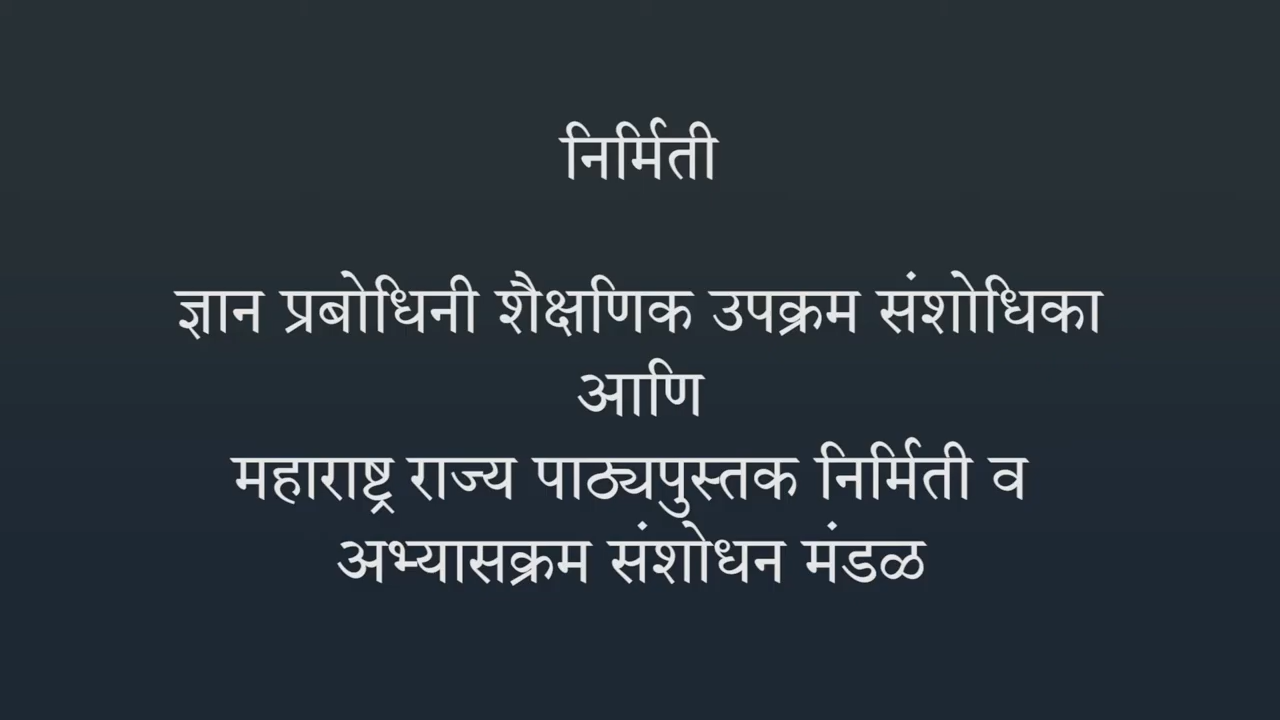 निर्मिती
ज्ञान प्रबोधिनी शैक्षणिक उपक्रम संशोधिका
आणि
महाराष्ट्र राज्य पाठ्यपुस्तक निर्मिती व
अभ्यासक्रम संशोधन मंडळ